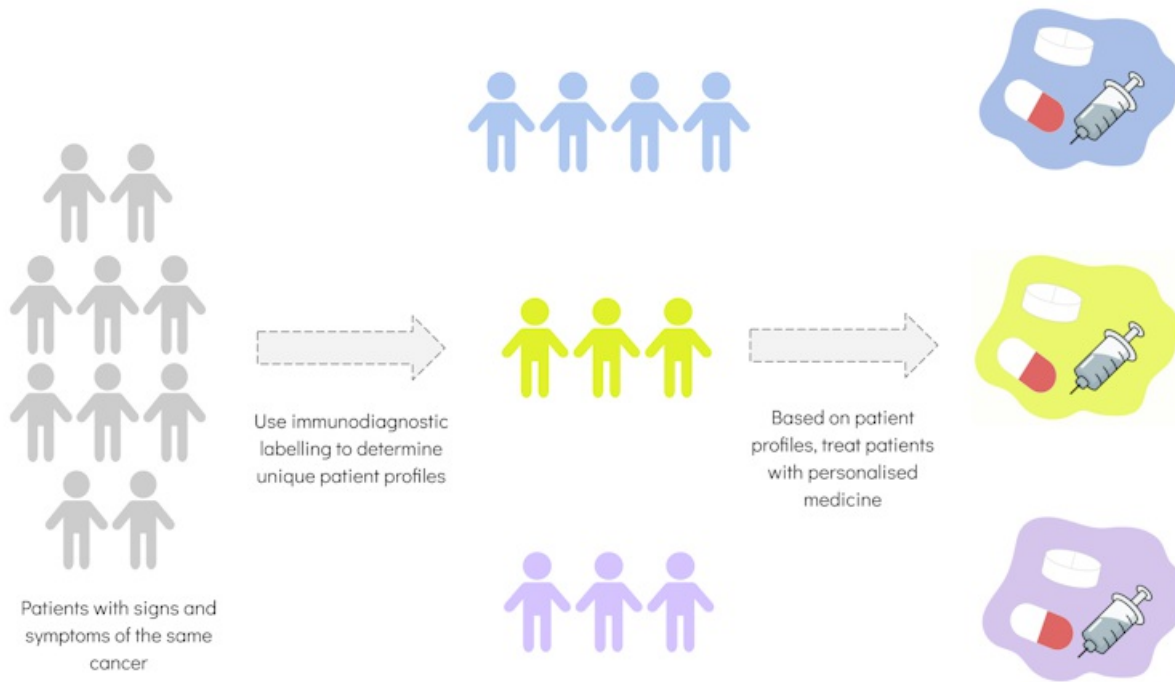 Patients with signs and
symptoms of the same
cancer
Use immunodiagnostic
labelling to determine
unique patient profiles
Based on patient
profiles, treat patients
with personalised
medicine